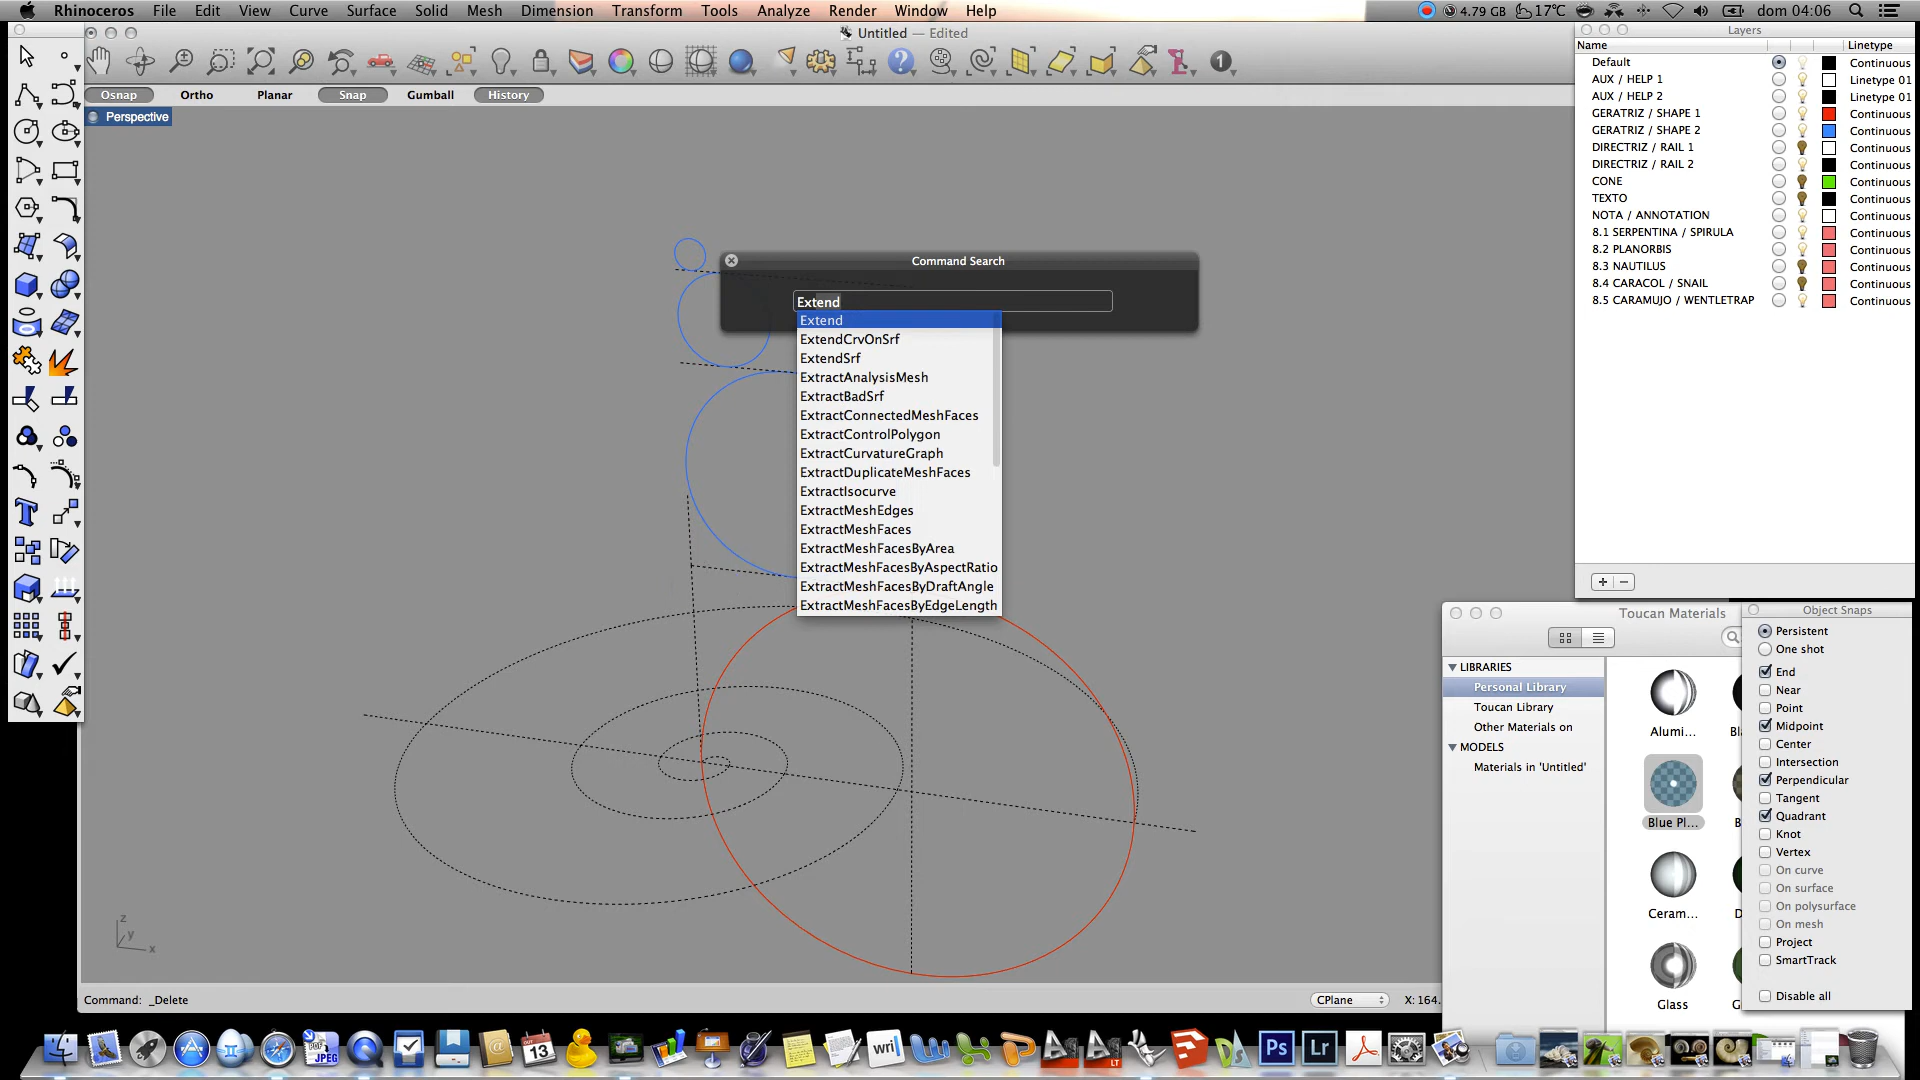 Rhinoceros File Edit View Curve Surface Solid Mesh Dimension Transform Tools Analyze Render Window Help
4.79 GB 17°C dom 04:06
Untitled — Edited
Osnap Ortho Planar Snap Gumball History
Perspective
Command Search
Extend
Extend
ExtendCrvOnSrf
ExtendSrf
ExtractAnalysisMesh
ExtractBadSrf
ExtractConnectedMeshFaces
ExtractControlPolygon
ExtractCurvatureGraph
ExtractDuplicateMeshFaces
ExtractIsocurve
ExtractMeshEdges
ExtractMeshFaces
ExtractMeshFacesByArea
ExtractMeshFacesByAspectRatio
ExtractMeshFacesByDraftAngle
ExtractMeshFacesByEdgeLength
z
y
x
Command: _Delete
CPlane
X: 164.
Layers
Name Linetype
Default Continuous
AUX / HELP 1 Linetype 01
AUX / HELP 2 Linetype 01
GERATRIZ / SHAPE 1 Continuous
GERATRIZ / SHAPE 2 Continuous
DIRECTRIZ / RAIL 1 Continuous
DIRECTRIZ / RAIL 2 Continuous
CONE Continuous
TEXTO Continuous
NOTA / ANNOTATION Continuous
8.1 SERPENTINA / SPIRULA Continuous
8.2 PLANORBIS Continuous
8.3 NAUTILUS Continuous
8.4 CARACOL / SNAIL Continuous
8.5 CARAMUJO / WENTLETRAP Continuous
Toucan Materials
LIBRARIES
Personal Library
Toucan Library
Other Materials on
MODELS
Materials in 'Untitled'
Alumi...
Blue Pl...
Ceram...
Glass
Object Snaps
Persistent
One shot
End
Near
Point
Midpoint
Center
Intersection
Perpendicular
Tangent
Quadrant
Knot
Vertex
On curve
On surface
On polysurface
On mesh
Project
SmartTrack
Disable all
JPEG
OCT
13
wri
LT
DS
Ps
Lr